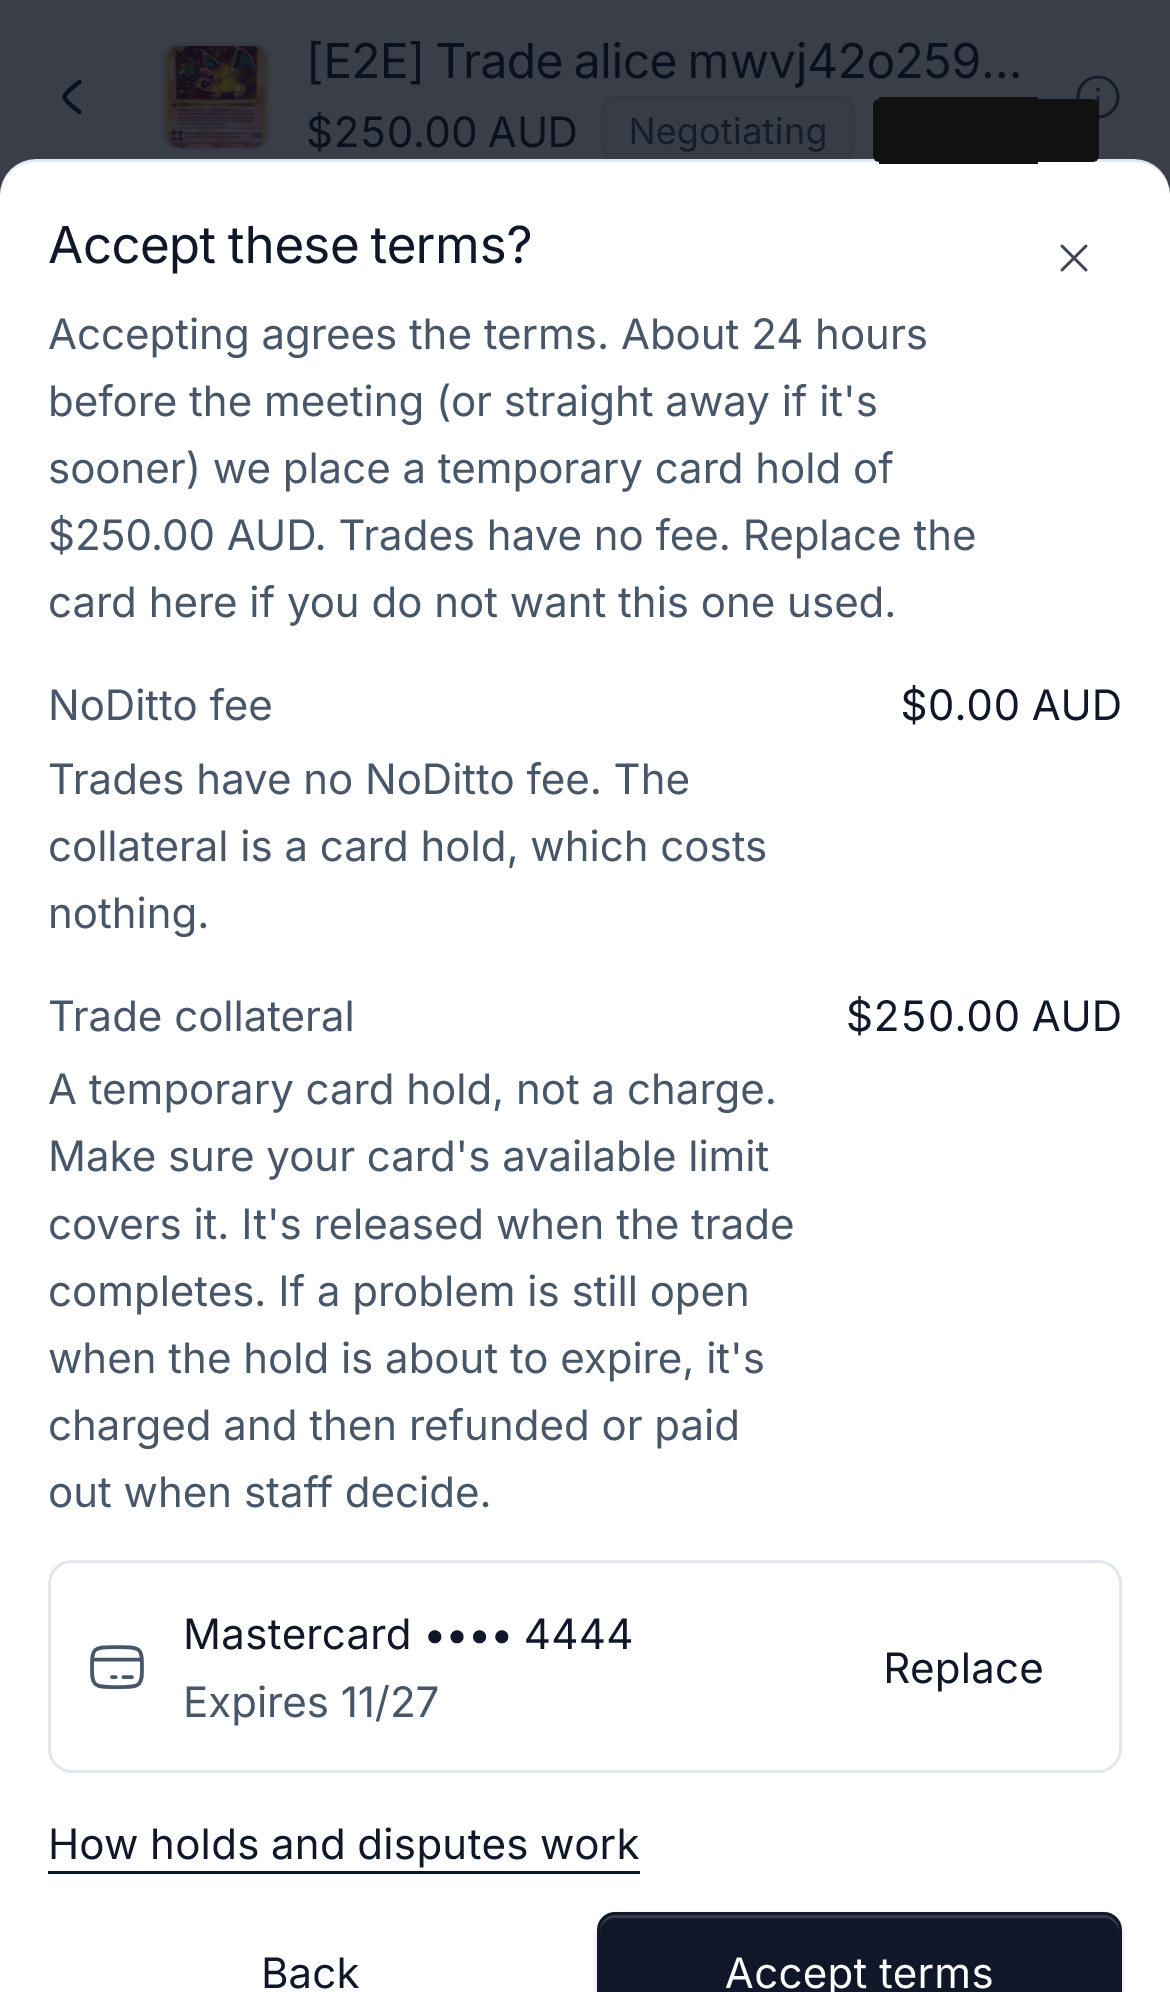 [E2E] Trade alice mwvj42o259...
$250.00 AUD Negotiating
Accept these terms?
Accepting agrees the terms. About 24 hours
before the meeting (or straight away if it's
sooner) we place a temporary card hold of
$250.00 AUD. Trades have no fee. Replace the
card here if you do not want this one used.
NoDitto fee $0.00 AUD
Trades have no NoDitto fee. The
collateral is a card hold, which costs
nothing.
Trade collateral $250.00 AUD
A temporary card hold, not a charge.
Make sure your card's available limit
covers it. It's released when the trade
completes. If a problem is still open
when the hold is about to expire, it's
charged and then refunded or paid
out when staff decide.
Mastercard •••• 4444
Expires 11/27
Replace
How holds and disputes work
Back Accept terms